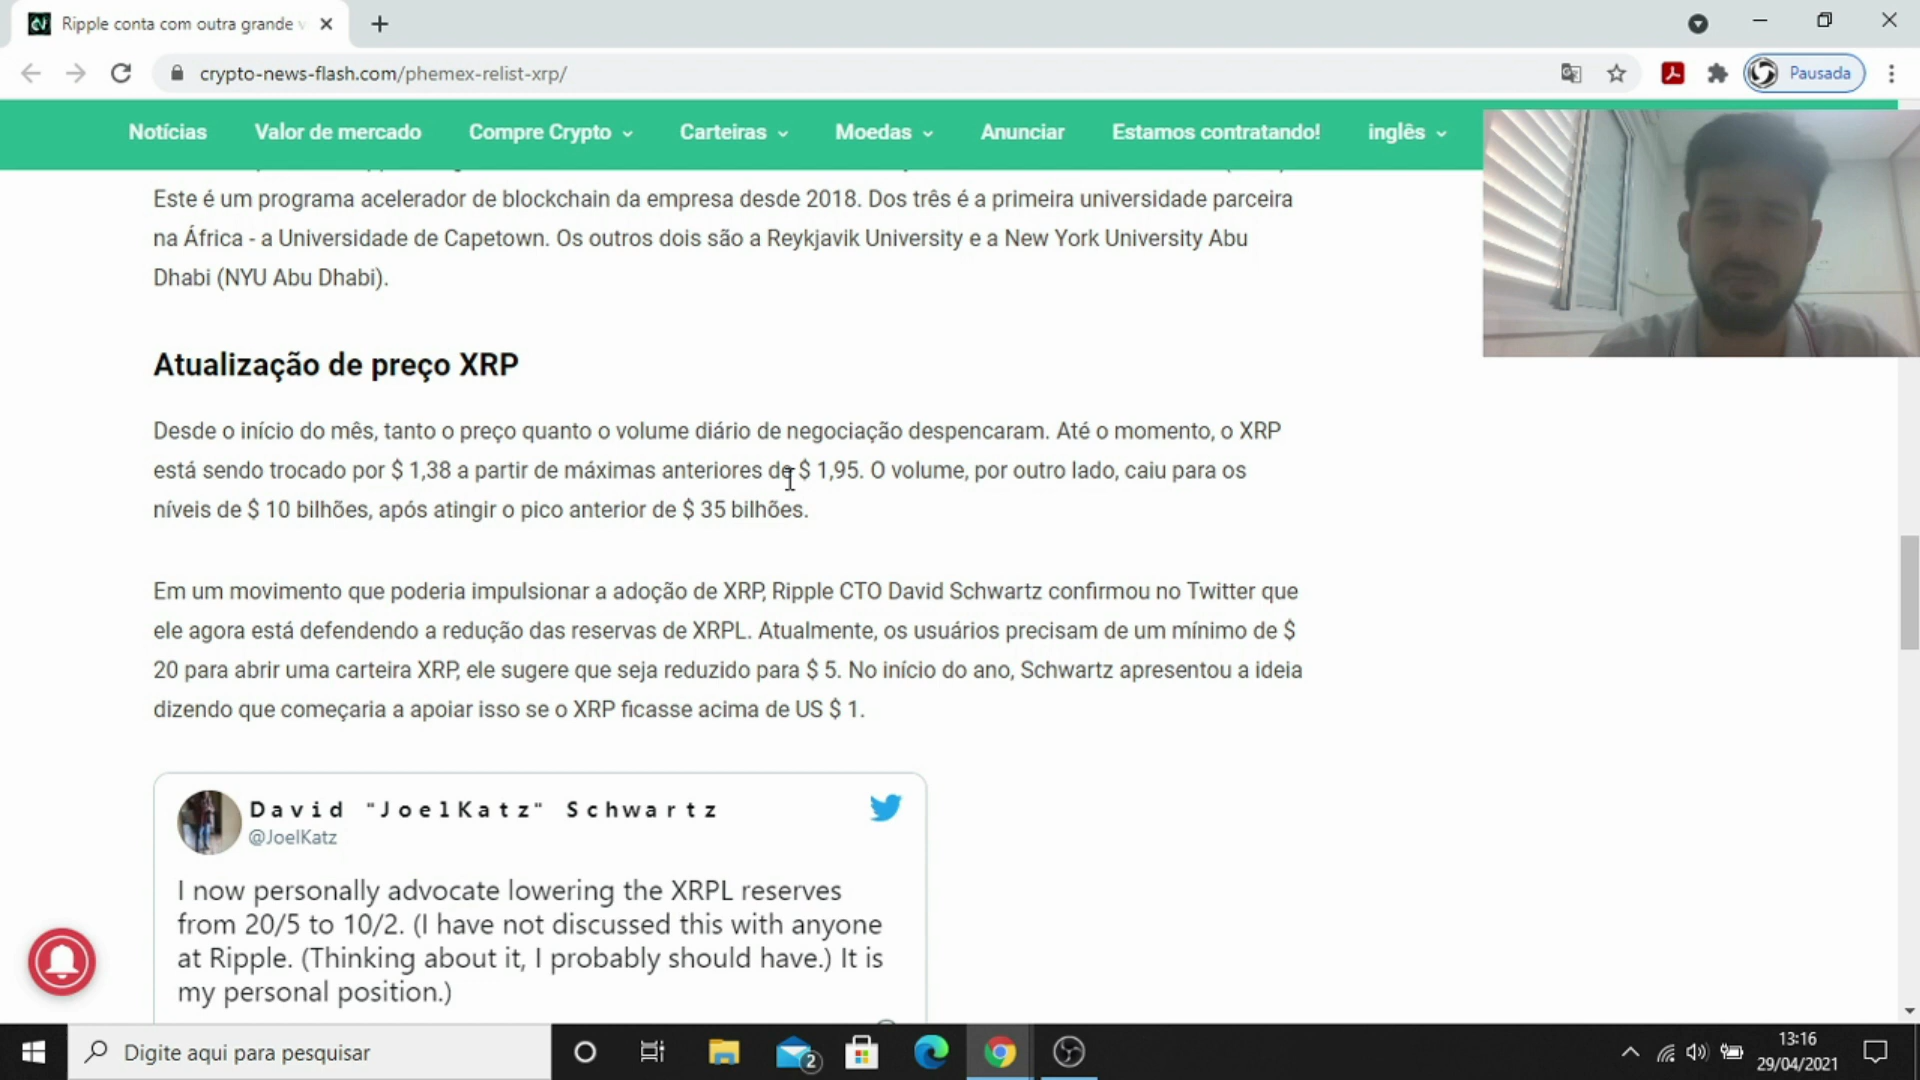 Ripple conta com outra grande v
crypto-news-flash.com/phemex-relist-xrp/
Pausada
Notícias Valor de mercado Compre Crypto Carteiras Moedas Anunciar Estamos contratando! inglês
Este é um programa acelerador de blockchain da empresa desde 2018. Dos três é a primeira universidade parceira
na África - a Universidade de Capetown. Os outros dois são a Reykjavik University e a New York University Abu
Dhabi (NYU Abu Dhabi).
Atualização de preço XRP
Desde o início do mês, tanto o preço quanto o volume diário de negociação despencaram. Até o momento, o XRP
está sendo trocado por $ 1,38 a partir de máximas anteriores de $ 1,95. O volume, por outro lado, caiu para os
níveis de $ 10 bilhões, após atingir o pico anterior de $ 35 bilhões.
Em um movimento que poderia impulsionar a adoção de XRP, Ripple CTO David Schwartz confirmou no Twitter que
ele agora está defendendo a redução das reservas de XRPL. Atualmente, os usuários precisam de um mínimo de $
20 para abrir uma carteira XRP, ele sugere que seja reduzido para $ 5. No início do ano, Schwartz apresentou a ideia
dizendo que começaria a apoiar isso se o XRP ficasse acima de US $ 1.
David "JoelKatz" Schwartz
@JoelKatz
I now personally advocate lowering the XRPL reserves
from 20/5 to 10/2. (I have not discussed this with anyone
at Ripple. (Thinking about it, I probably should have.) It is
my personal position.)
Digite aqui para pesquisar
2
13:16
29/04/2021